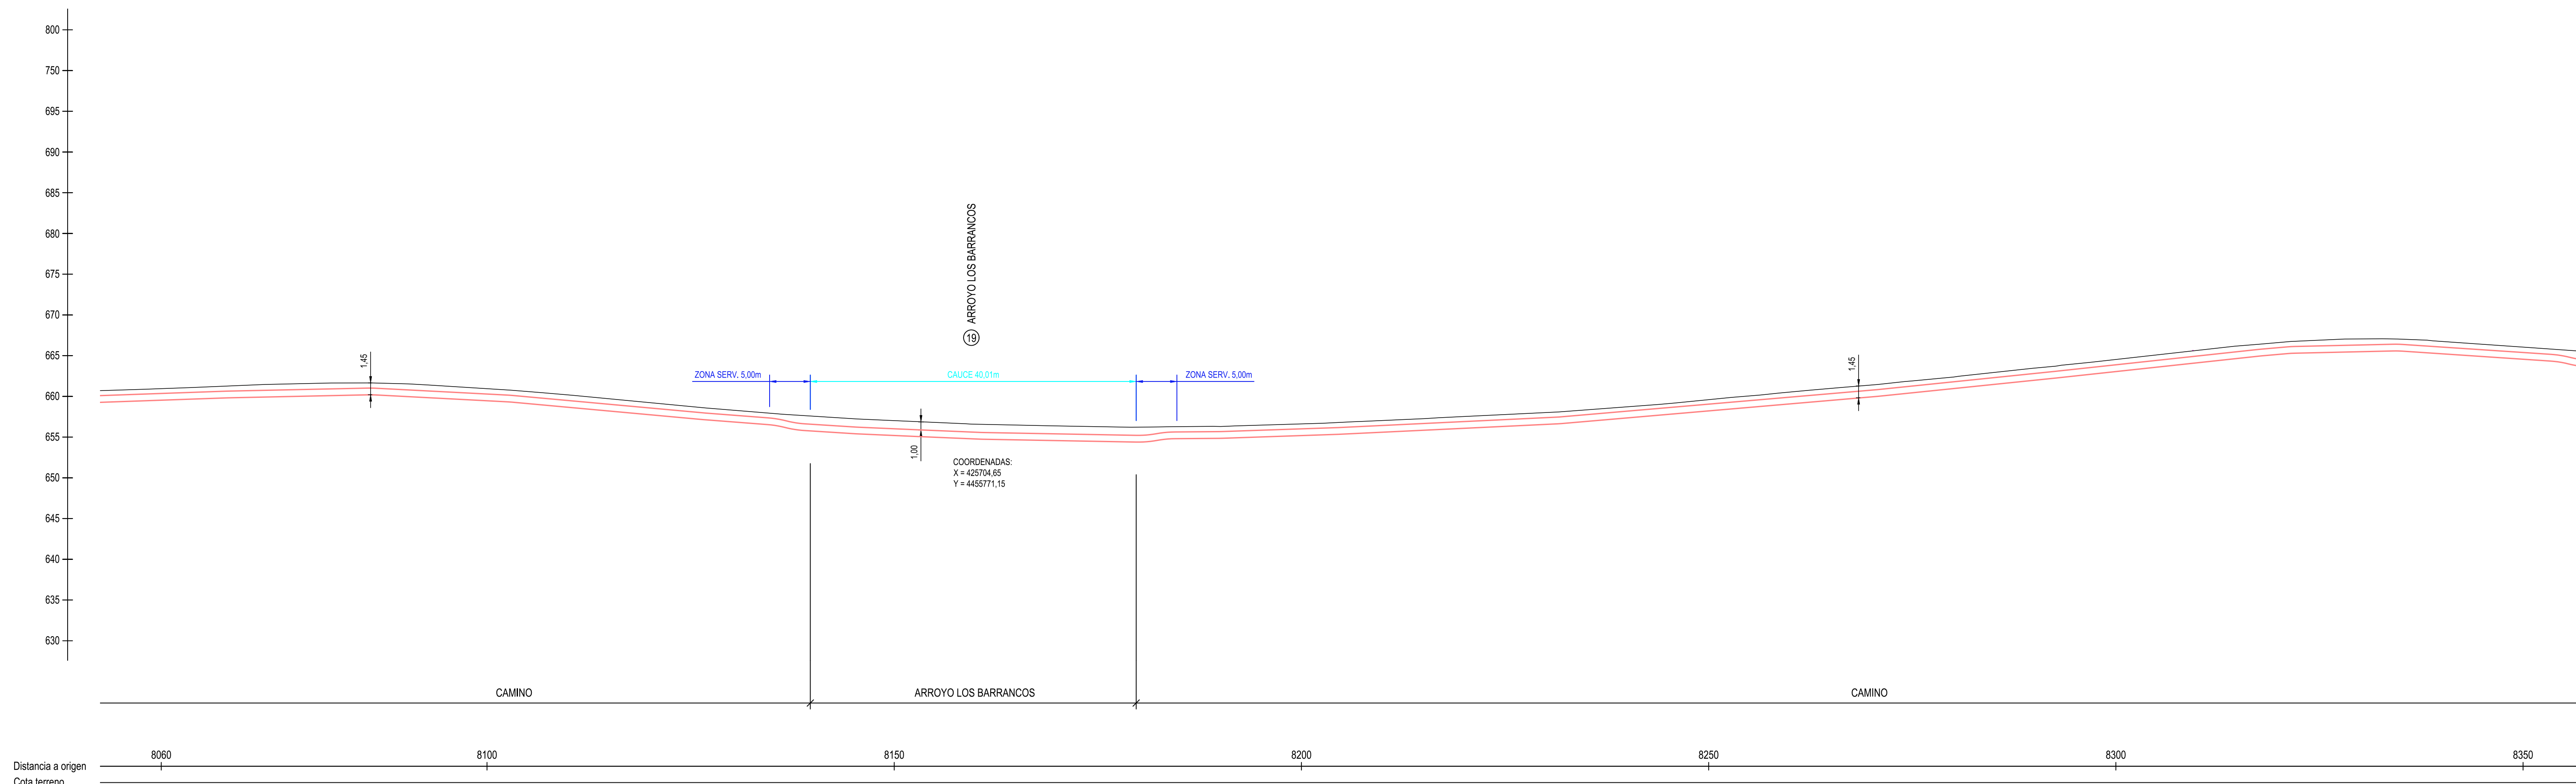 800
750
695
690
685
680
675
670
665
660
655
650
645
640
635
630
1,45
ZONA SERV. 5,00m
CAUCE 40,01m
ZONA SERV. 5,00m
ARROYO LOS BARRANCOS
19
1,00
COORDENADAS:
X = 425704,65
Y = 4455771,15
1,45
CAMINO
ARROYO LOS BARRANCOS
CAMINO
8060 8100 8150 8200 8250 8300 8350
Distancia a origen
Cota terreno